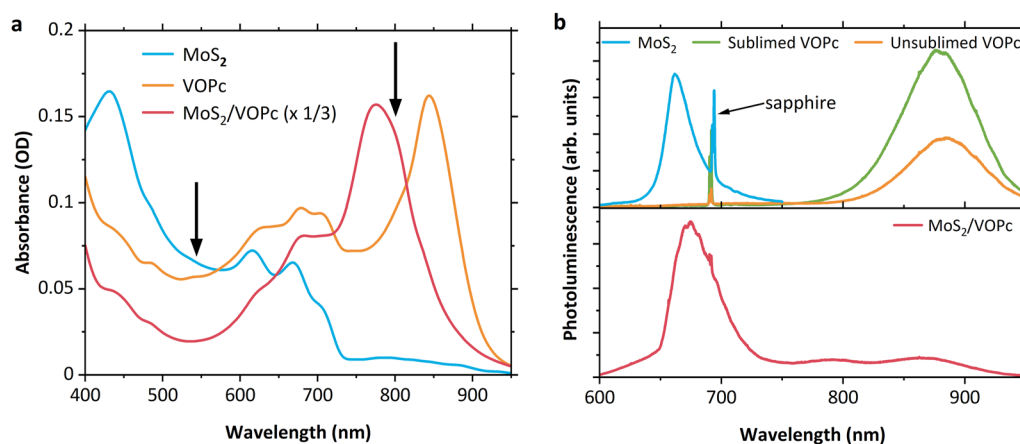 a
0.2
0.15
0.1
0.05
0
Absorbance (OD)
MoS₂
VOPc
MoS₂/VOPc (x 1/3)
400 500 600 700 800 900
Wavelength (nm)
b
MoS₂ Sublimed VOPc Unsublimed VOPc
sapphire
MoS₂/VOPc
Photoluminescence (arb. units)
600 700 800 900
Wavelength (nm)